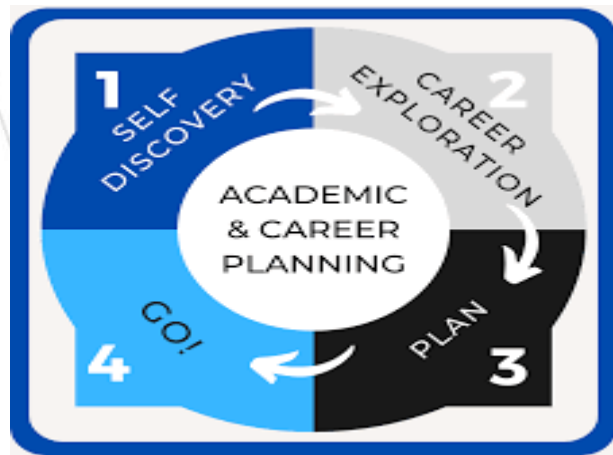 1
SELF
DISCOVERY
2
CAREER
EXPLORATION
ACADEMIC
& CAREER
PLANNING
3
PLAN
4
GO!